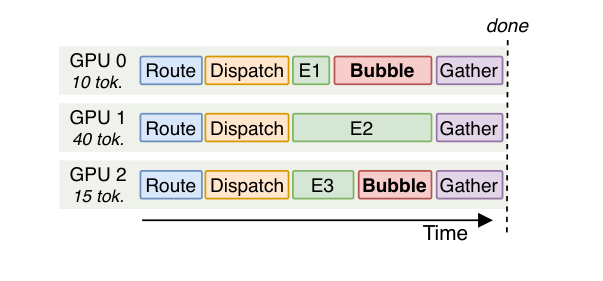 done
GPU 0
10 tok.
Route Dispatch E1 Bubble Gather
GPU 1
40 tok.
Route Dispatch E2 Gather
GPU 2
15 tok.
Route Dispatch E3 Bubble Gather
Time